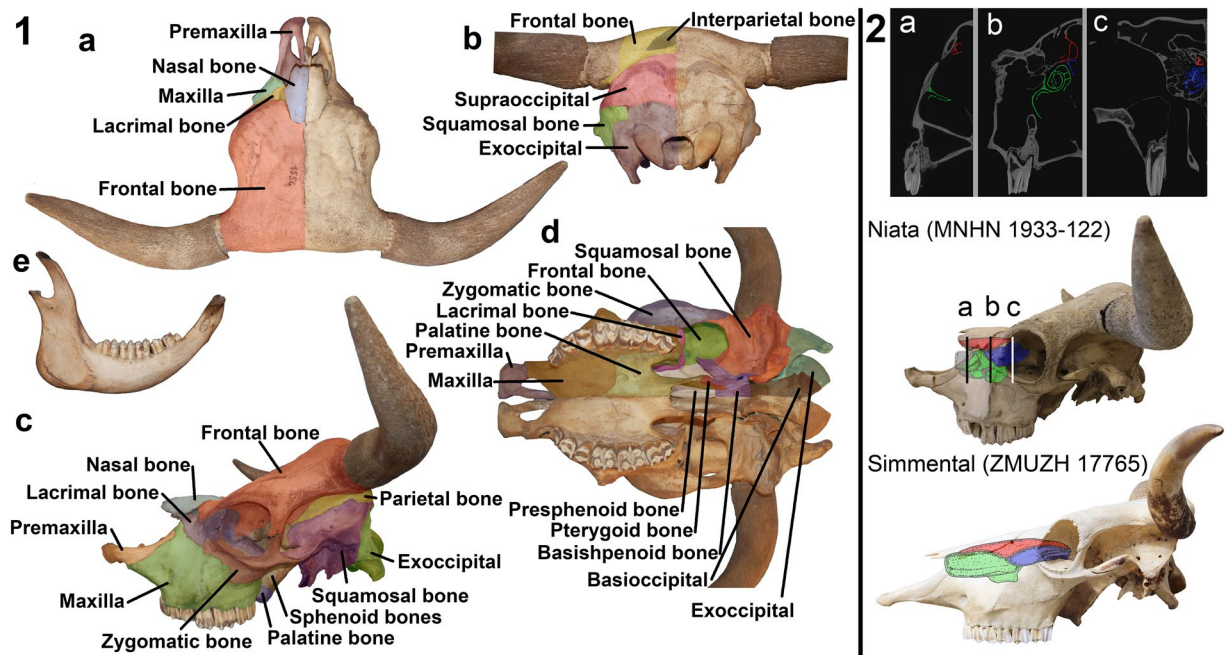 1
a
Premaxilla
Nasal bone
Maxilla
Lacrimal bone
Frontal bone
b
Frontal bone
Interparietal bone
Supraoccipital
Squamosal bone
Exoccipital
e
c
Frontal bone
Nasal bone
Lacrimal bone
Premaxilla
Maxilla
Zygomatic bone
Parietal bone
Exoccipital
Squamosal bone
Sphenoid bones
Palatine bone
d
Squamosal bone
Frontal bone
Zygomatic bone
Lacrimal bone
Palatine bone
Premaxilla
Maxilla
Presphenoid bone
Pterygoid bone
Basishpenoid bone
Basioccipital
Exoccipital
2
a b c
Niata (MNHN 1933-122)
a b c
Simmental (ZMUZH 17765)